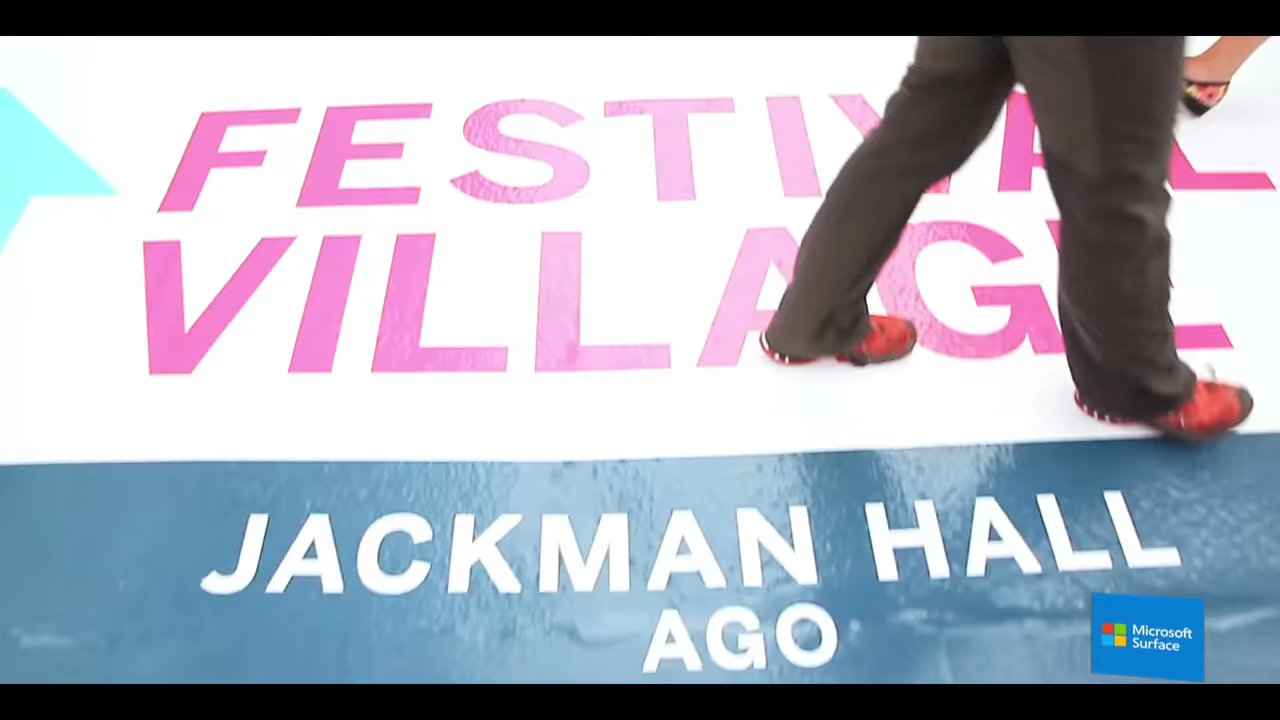 FESTIVAL
VILLAGE
JACKMAN HALL
AGO
Microsoft
Surface